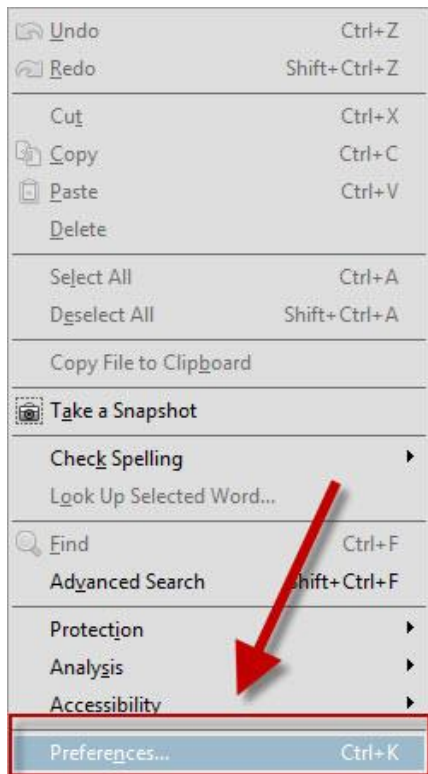 Undo Ctrl+Z
Redo Shift+Ctrl+Z
Cut Ctrl+X
Copy Ctrl+C
Paste Ctrl+V
Delete
Select All Ctrl+A
Deselect All Shift+Ctrl+A
Copy File to Clipboard
Take a Snapshot
Check Spelling
Look Up Selected Word...
Find Ctrl+F
Advanced Search Shift+Ctrl+F
Protection
Analysis
Accessibility
Preferences... Ctrl+K